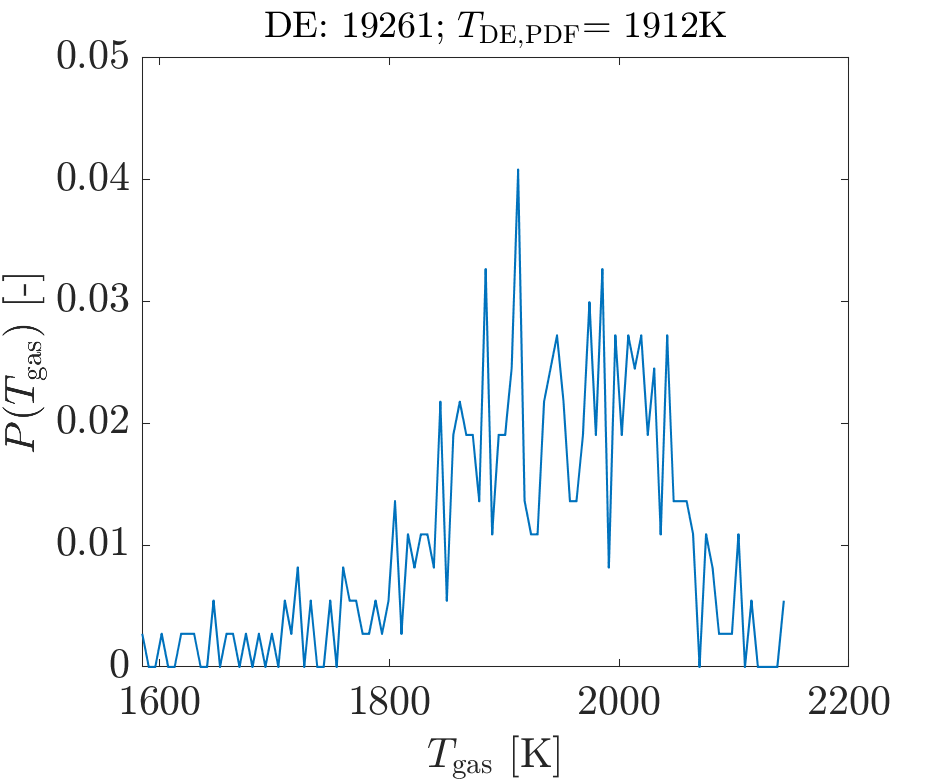 DE: 19261; T_DE,PDF= 1912K
0.05
0.04
0.03
0.02
0.01
0
P(T_gas) [-]
1600 1800 2000 2200
T_gas [K]